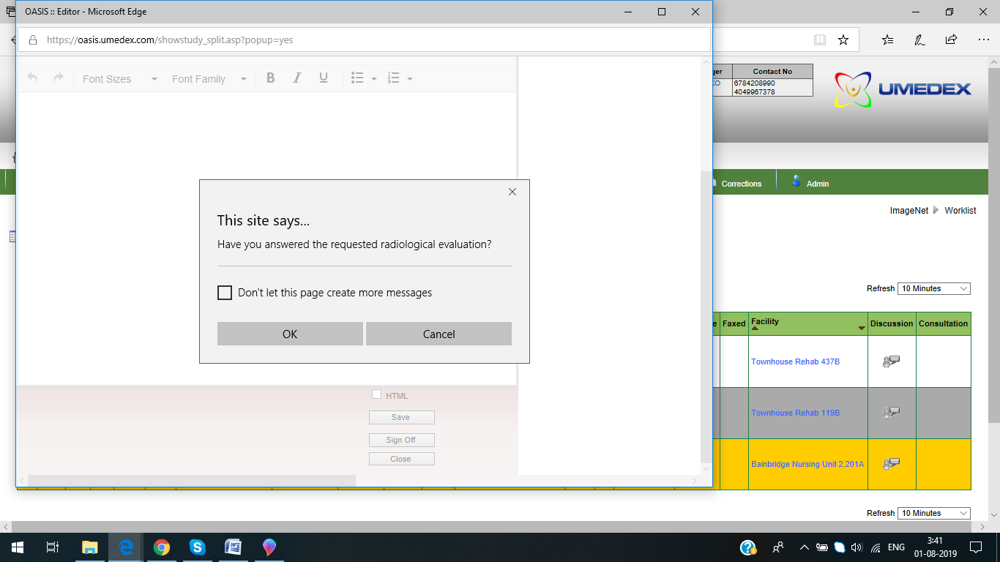 OASIS :: Editor - Microsoft Edge
https://oasis.umedex.com/showstudy_split.asp?popup=yes
Font Sizes Font Family B I U
ger Contact No
KO 6784208990
4049967378
UMEDEX
Corrections Admin
ImageNet Worklist
This site says...
Have you answered the requested radiological evaluation?
Don't let this page create more messages
OK Cancel
Refresh 10 Minutes
e Faxed Facility Discussion Consultation
Townhouse Rehab 437B
Townhouse Rehab 119B
Bainbridge Nursing Unit 2,201A
HTML
Save
Sign Off
Close
Refresh 10 Minutes
ENG 3:41
01-08-2019